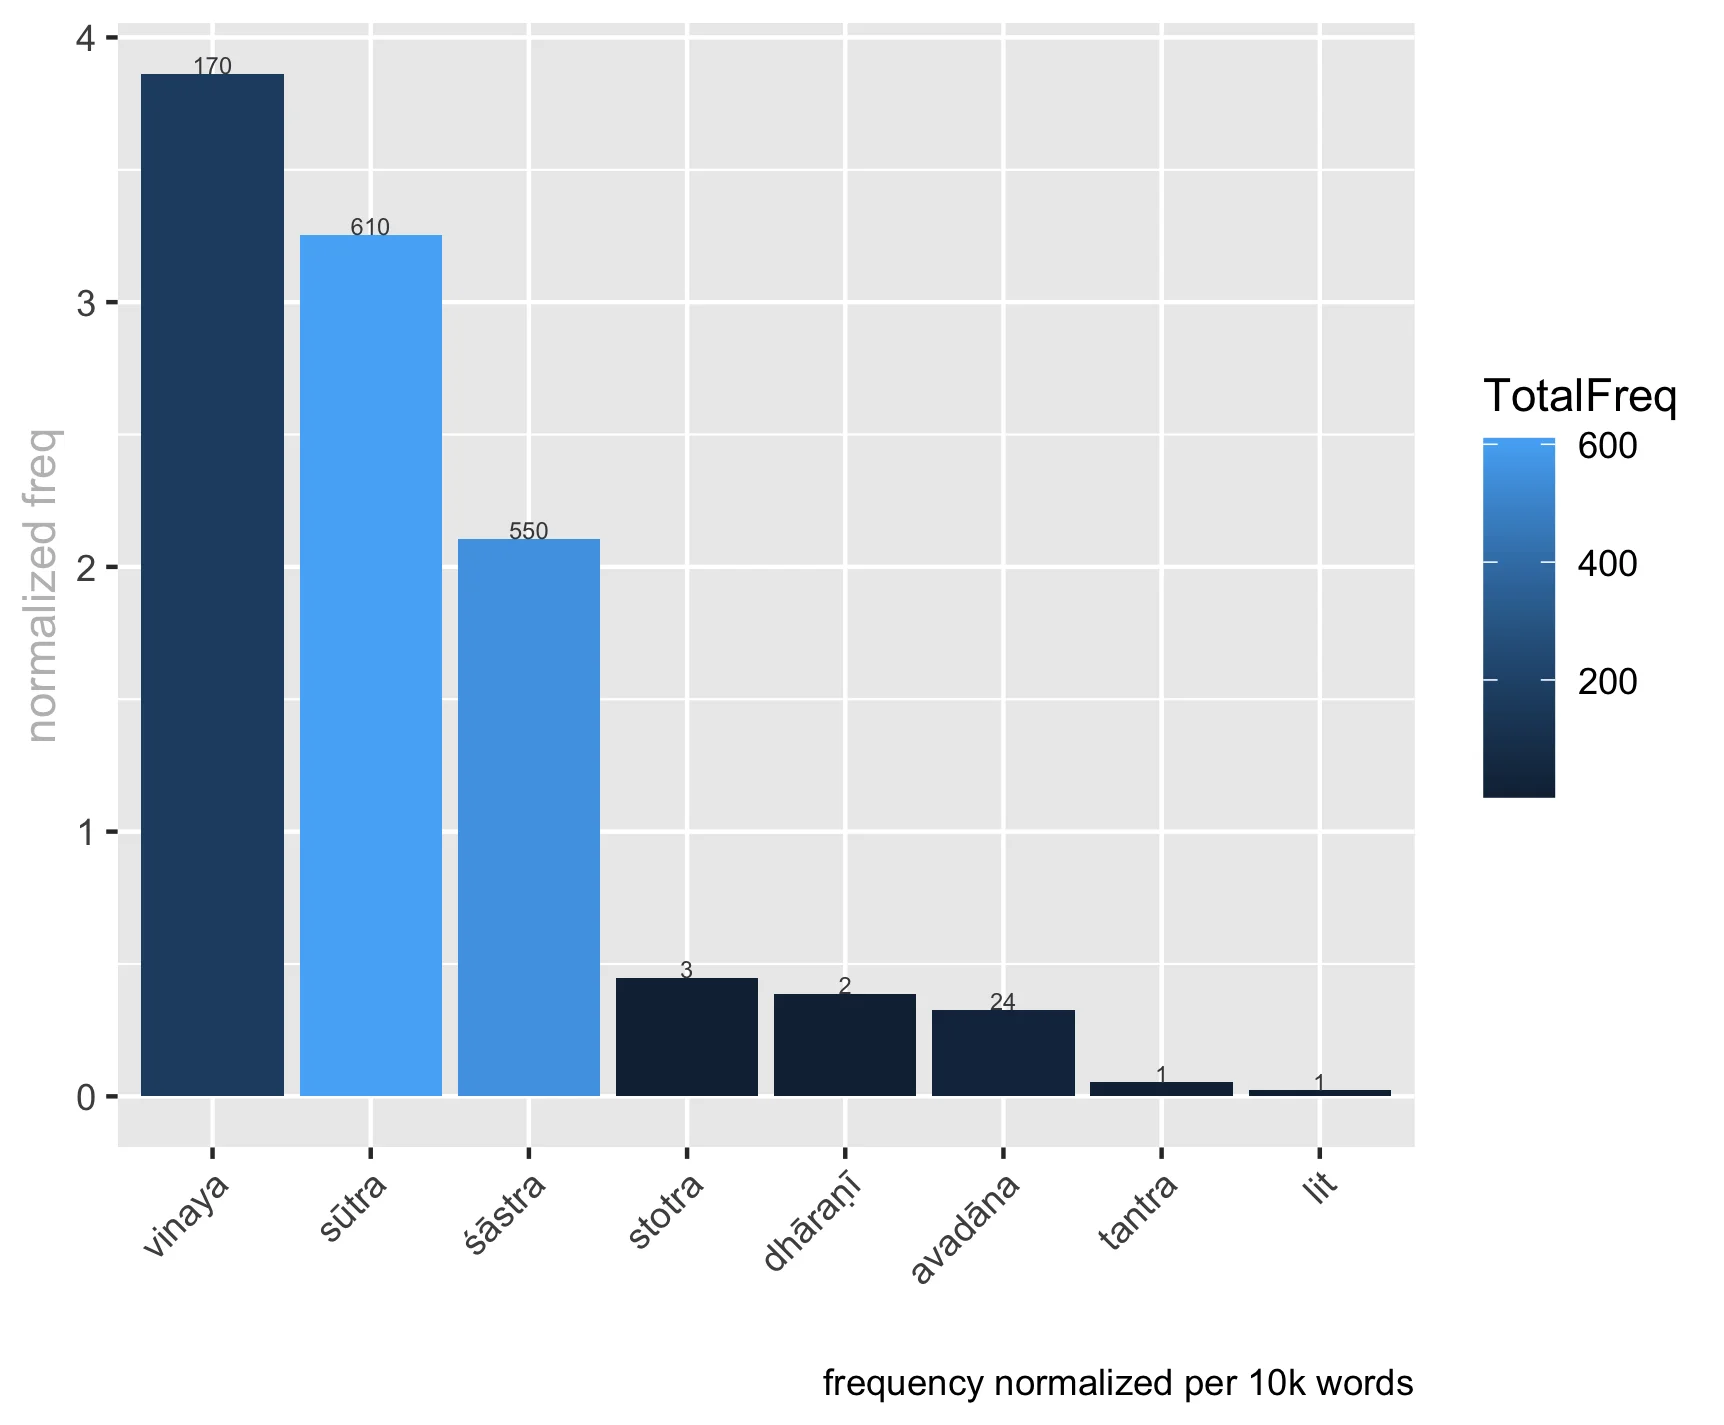 4
3
2
1
0
normalized freq
170
610
550
3
2
24
1
1
vinaya
sūtra
śāstra
stotra
dhāraṇī
avadāna
tantra
lit
TotalFreq
600
400
200
frequency normalized per 10k words